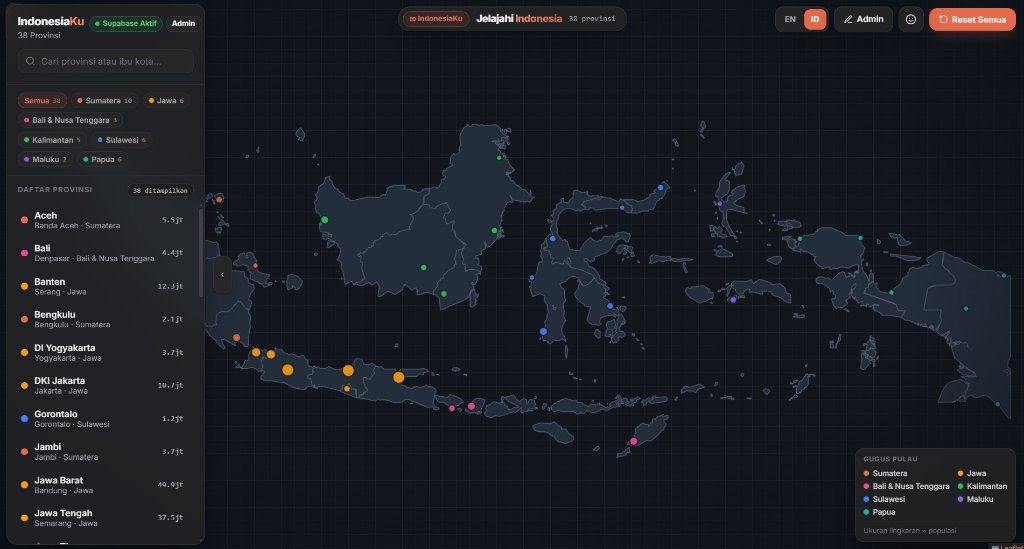 IndonesiaKu
Supabase Aktif
Admin
38 Provinsi
Cari provinsi atau ibu kota...
Semua 38
Sumatera 10
Jawa 6
Bali & Nusa Tenggara 3
Kalimantan 5
Sulawesi 6
Maluku 2
Papua 6
DAFTAR PROVINSI
38 ditampilkan
Aceh
Banda Aceh · Sumatera
5.5jt
Bali
Denpasar · Bali & Nusa Tenggara
4.4jt
Banten
Serang · Jawa
12.3jt
Bengkulu
Bengkulu · Sumatera
2.1jt
DI Yogyakarta
Yogyakarta · Jawa
3.7jt
DKI Jakarta
Jakarta · Jawa
10.7jt
Gorontalo
Gorontalo · Sulawesi
1.2jt
Jambi
Jambi · Sumatera
3.7jt
Jawa Barat
Bandung · Jawa
49.9jt
Jawa Tengah
Semarang · Jawa
37.5jt
ID IndonesiaKu
Jelajahi Indonesia
38 provinsi
EN
ID
Admin
Reset Semua
GUGUS PULAU
Sumatera
Jawa
Bali & Nusa Tenggara
Kalimantan
Sulawesi
Maluku
Papua
Ukuran lingkaran ∝ populasi